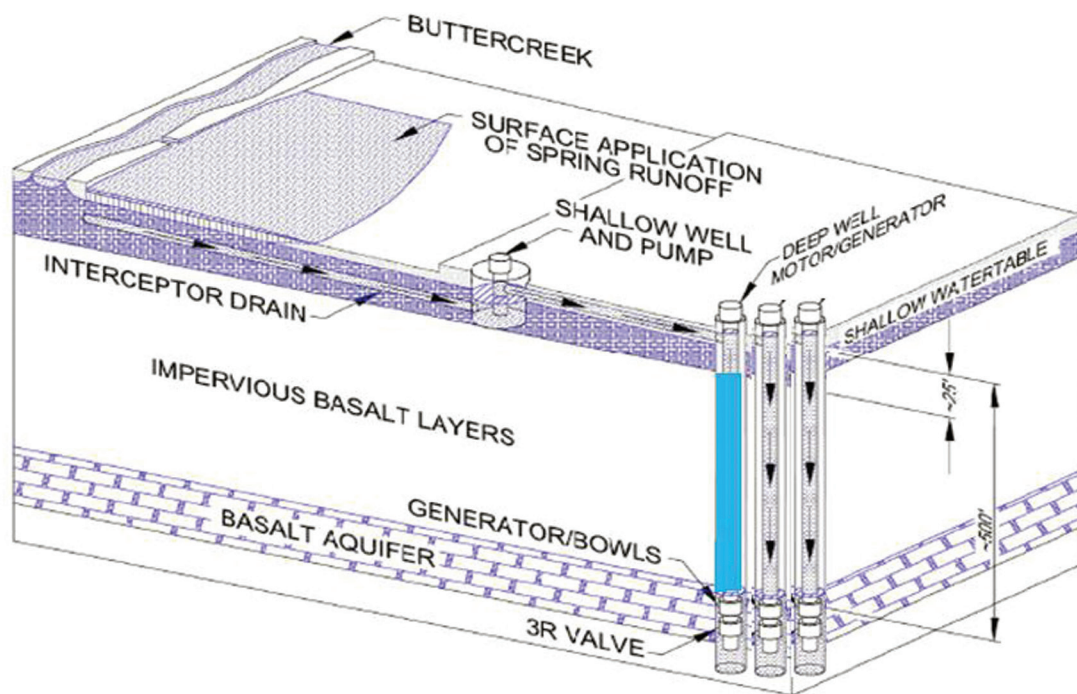 BUTTERCREEK
SURFACE APPLICATION
OF SPRING RUNOFF
SHALLOW WELL
AND PUMP
DEEP WELL
MOTOR/GENERATOR
INTERCEPTOR DRAIN
SHALLOW WATERTABLE
~25'
IMPERVIOUS BASALT LAYERS
~500'
GENERATOR/BOWLS
BASALT AQUIFER
3R VALVE